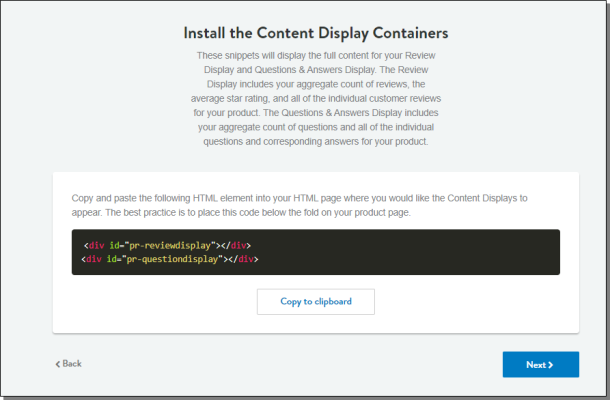 Install the Content Display Containers
These snippets will display the full content for your Review
Display and Questions & Answers Display. The Review
Display includes your aggregate count of reviews, the
average star rating, and all of the individual customer reviews
for your product. The Questions & Answers Display includes
your aggregate count of questions and all of the individual
questions and corresponding answers for your product.
Copy and paste the following HTML element into your HTML page where you would like the Content Displays to
appear. The best practice is to place this code below the fold on your product page.
<div id="pr-reviewdisplay"></div>
<div id="pr-questiondisplay"></div>
Copy to clipboard
Back
Next